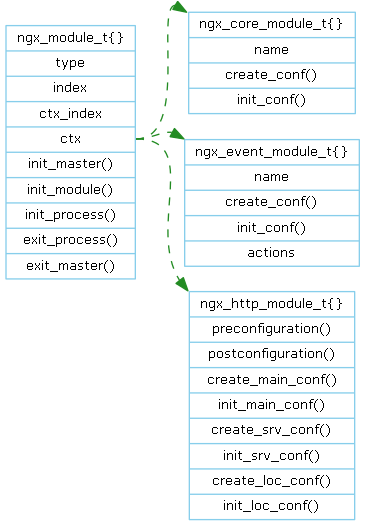 ngx_module_t{}
type
index
ctx_index
ctx
init_master()
init_module()
init_process()
exit_process()
exit_master()
ngx_core_module_t{}
name
create_conf()
init_conf()
ngx_event_module_t{}
name
create_conf()
init_conf()
actions
ngx_http_module_t{}
preconfiguration()
postconfiguration()
create_main_conf()
init_main_conf()
create_srv_conf()
init_srv_conf()
create_loc_conf()
init_loc_conf()